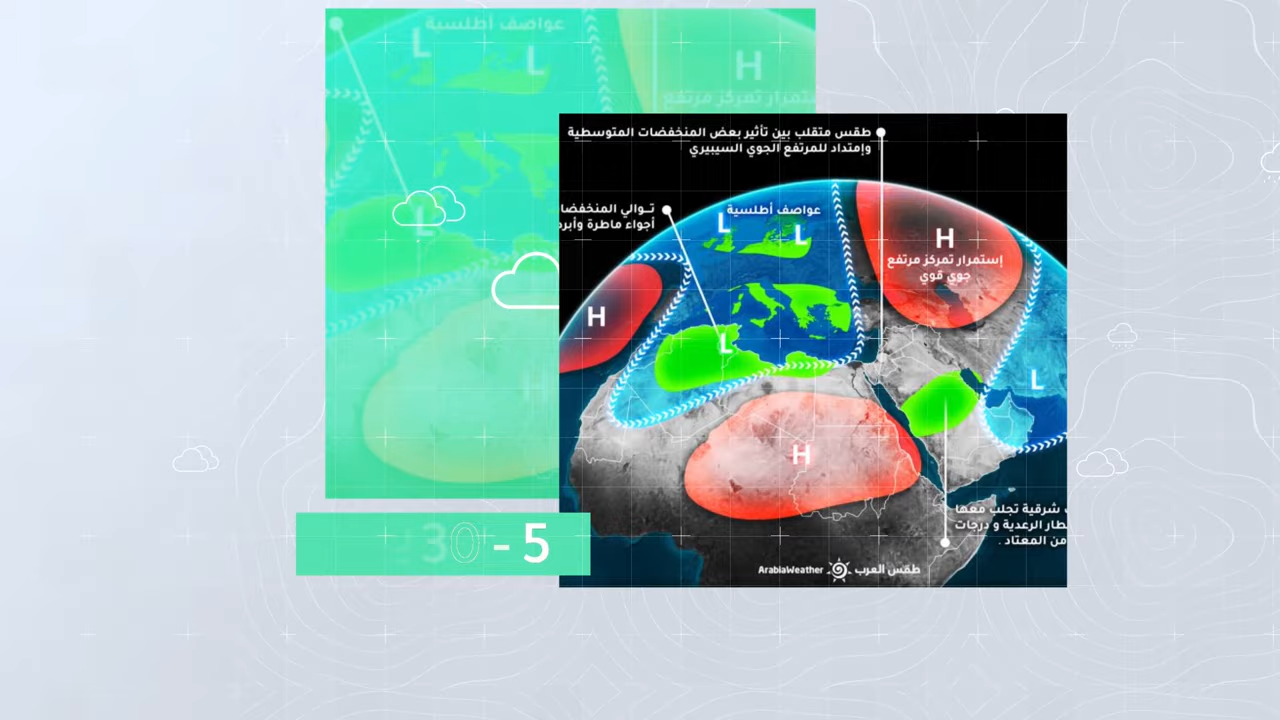 عواصف أطلسية
L
L
H
إستمرار تمركز مرتفع
L
طقس متقلب بين تأثير بعض المنخفضات المتوسطية
وإمتداد للمرتفع الجوي السيبيري
تـوالي المنخفضا
أجواء ماطرة وأبرد
عواصف أطلسية
L
L
H
إستمرار تمركز مرتفع
جوي قوي
H
L
L
H
شرقية تجلب معها
طار الرعدية و درجات
من المعتاد .
30 - 5
طقس العرب ArabiaWeather